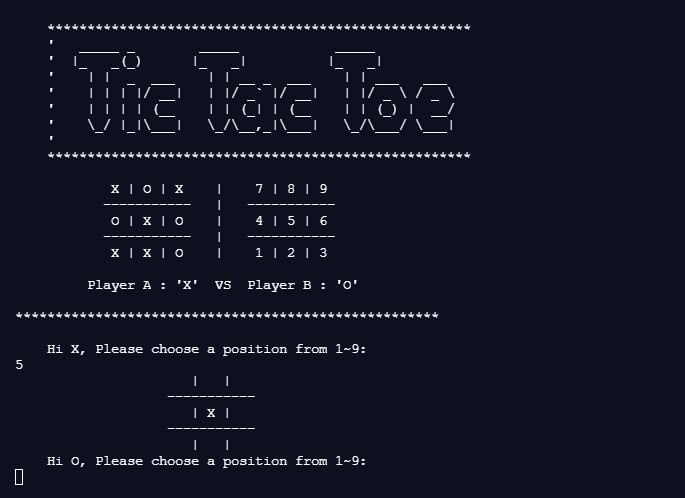 *****************************************************
Tic Tac Toe
*****************************************************
X | O | X    |    7 | 8 | 9
-----------   |   -----------
O | X | O    |    4 | 5 | 6
-----------   |   -----------
X | X | O    |    1 | 2 | 3
Player A : 'X'  VS  Player B : 'O'
*****************************************************
Hi X, Please choose a position from 1~9:
5
|   |
-----------
| X |
-----------
|   |
Hi O, Please choose a position from 1~9: